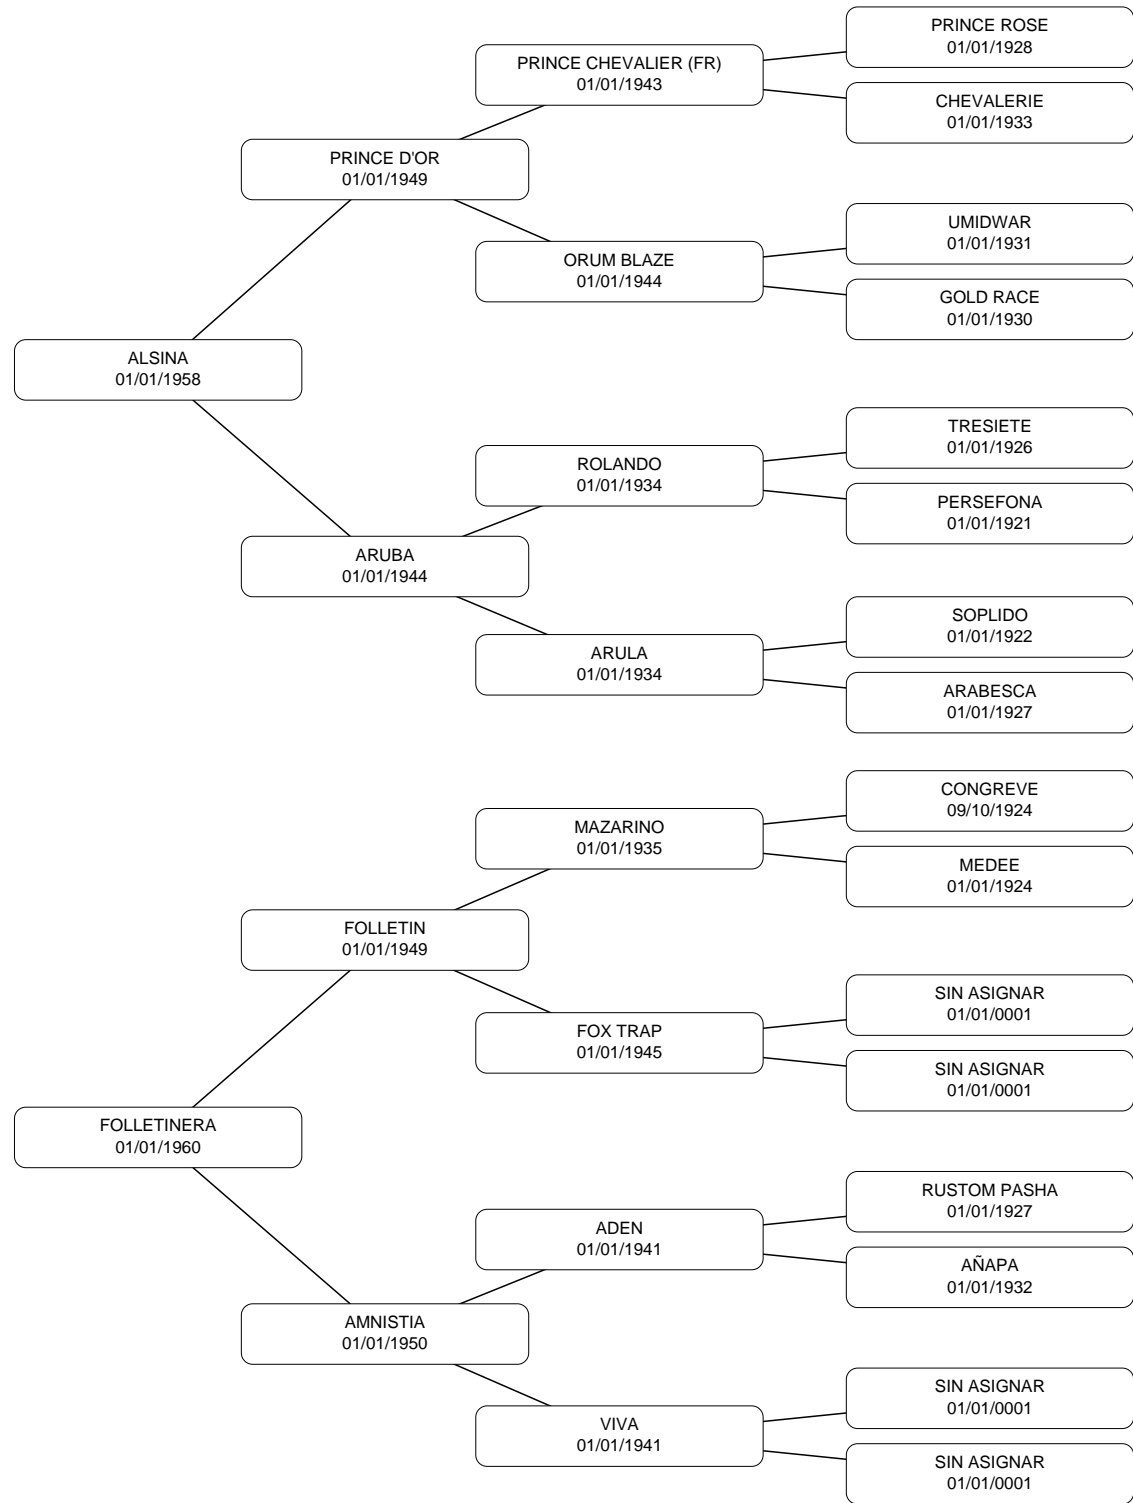 PRINCE ROSE
01/01/1928
PRINCE CHEVALIER (FR)
01/01/1943
CHEVALERIE
01/01/1933
PRINCE D'OR
01/01/1949
UMIDWAR
01/01/1931
ORUM BLAZE
01/01/1944
GOLD RACE
01/01/1930
ALSINA
01/01/1958
TRESIETE
01/01/1926
ROLANDO
01/01/1934
PERSEFONA
01/01/1921
ARUBA
01/01/1944
SOPLIDO
01/01/1922
ARULA
01/01/1934
ARABESCA
01/01/1927
CONGREVE
09/10/1924
MAZARINO
01/01/1935
MEDEE
01/01/1924
FOLLETIN
01/01/1949
SIN ASIGNAR
01/01/0001
FOX TRAP
01/01/1945
SIN ASIGNAR
01/01/0001
FOLLETINERA
01/01/1960
RUSTOM PASHA
01/01/1927
ADEN
01/01/1941
AÑAPA
01/01/1932
AMNISTIA
01/01/1950
SIN ASIGNAR
01/01/0001
VIVA
01/01/1941
SIN ASIGNAR
01/01/0001